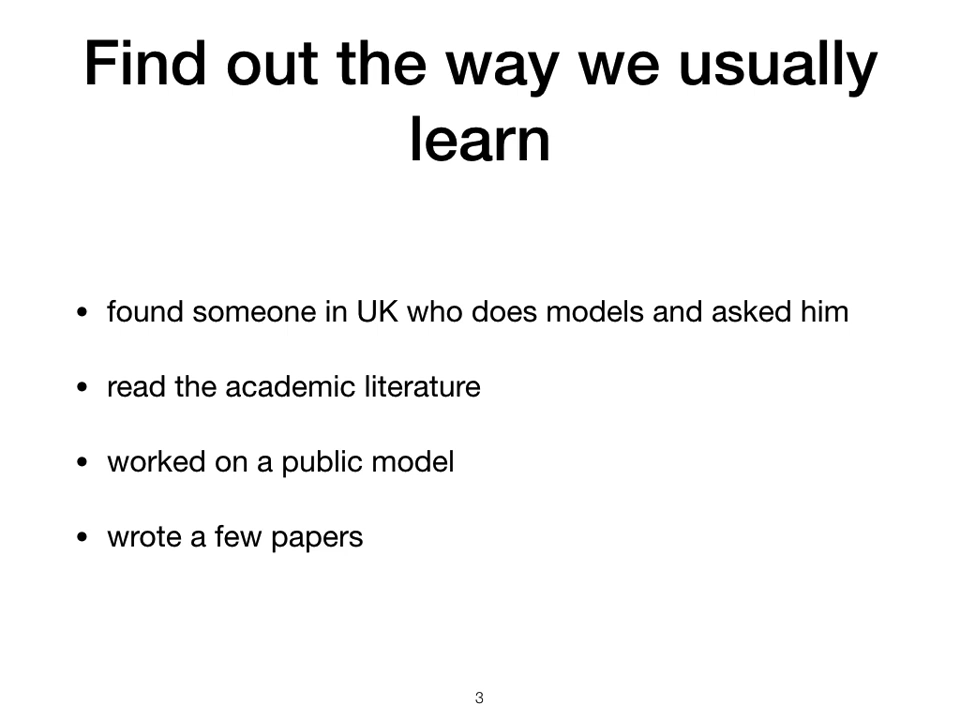 Find out the way we usually
learn
• found someone in UK who does models and asked him
• read the academic literature
• worked on a public model
• wrote a few papers
3